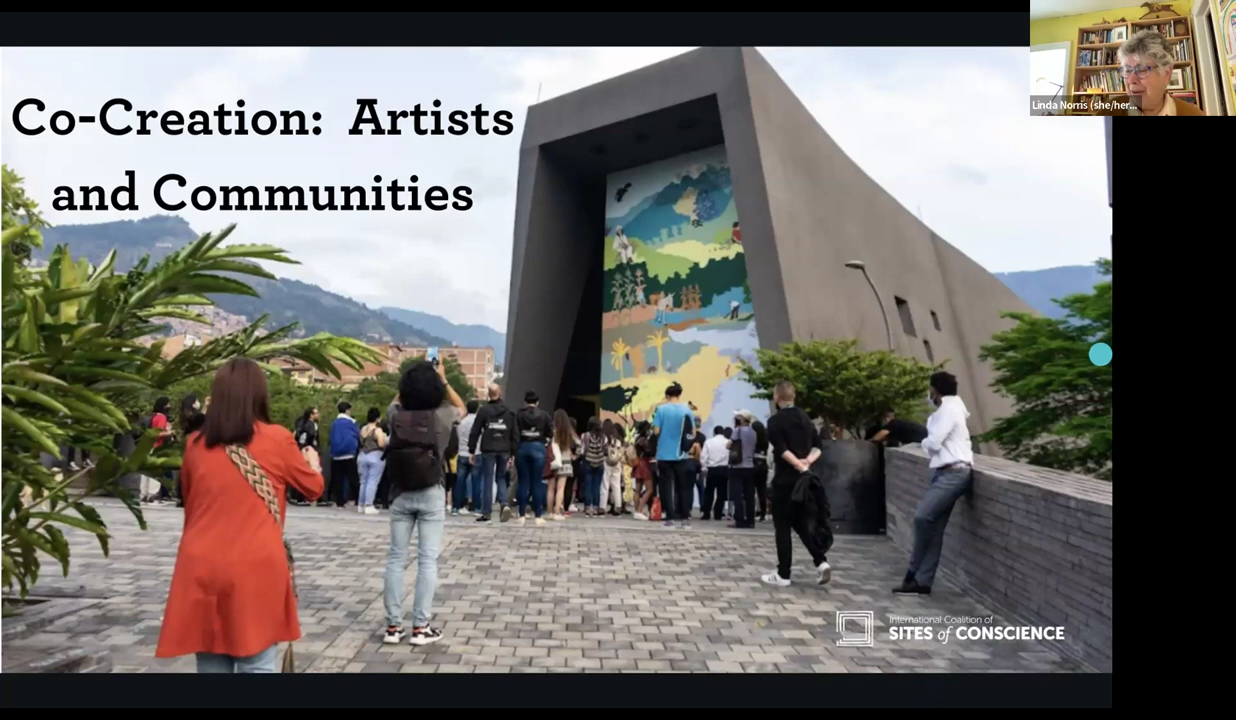 Co-Creation: Artists
and Communities
Linda Norris (she/her...
International Coalition of
SITES of CONSCIENCE